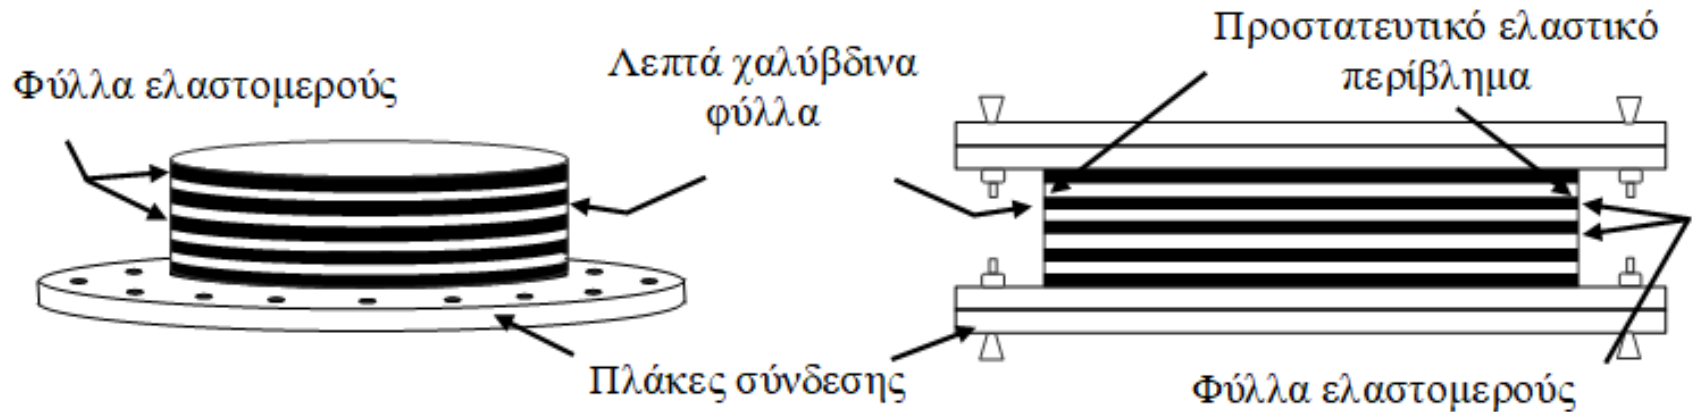 Φύλλα ελαστομερούς
Λεπτά χαλύβδινα
φύλλα
Προστατευτικό ελαστικό
περίβλημα
Πλάκες σύνδεσης
Φύλλα ελαστομερούς